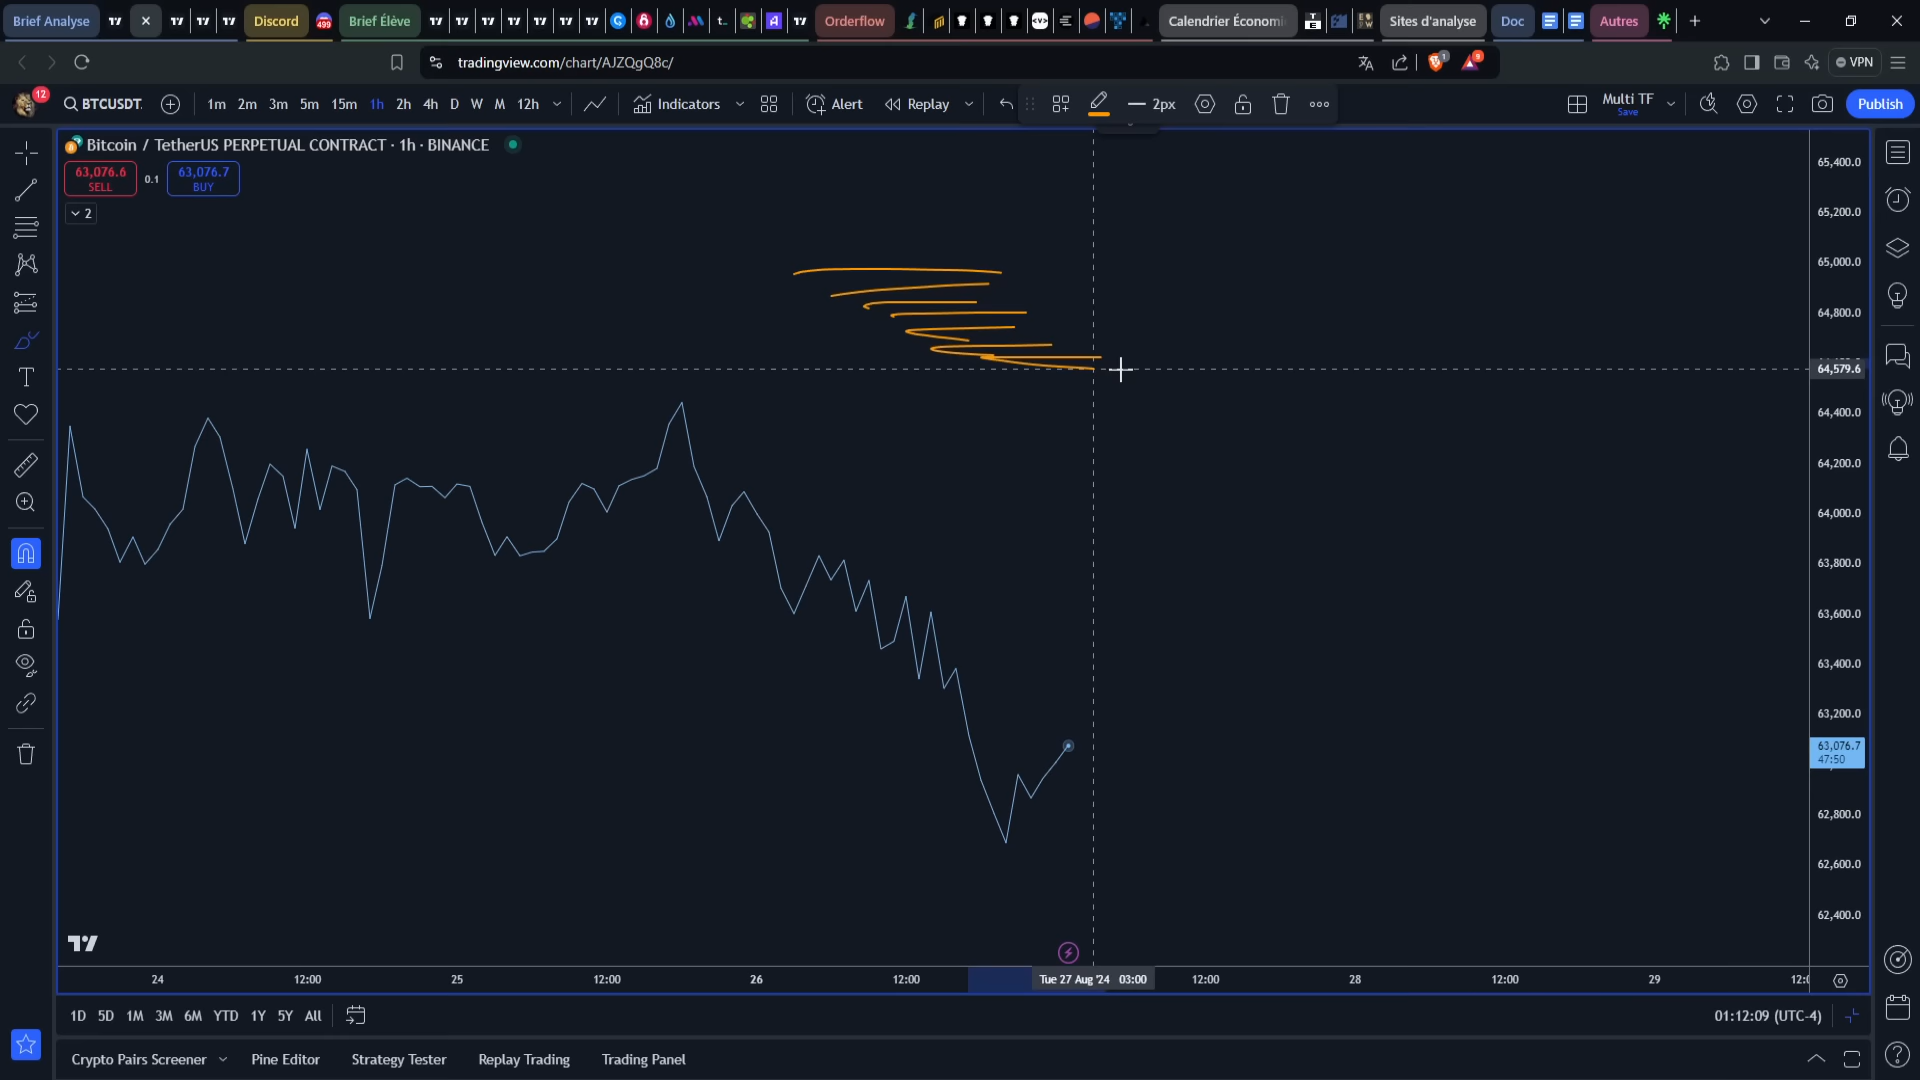 Brief Analyse
Discord
499
Brief Élève
t..
Orderflow
Calendrier Économi
Sites d'analyse
Doc
Autres
tradingview.com/chart/AJZQgQ8c/
1
9
VPN
12
BTCUSDT.
1m 2m 3m 5m 15m 1h 2h 4h D W M 12h
Indicators
Alert
Replay
2px
Multi TF
Save
Publish
Bitcoin / TetherUS PERPETUAL CONTRACT · 1h · BINANCE
63,076.6
SELL
0.1
63,076.7
BUY
2
65,400.0
65,200.0
65,000.0
64,800.0
64,579.6
64,400.0
64,200.0
64,000.0
63,800.0
63,600.0
63,400.0
63,200.0
63,076.7
47:50
62,800.0
62,600.0
62,400.0
24 12:00 25 12:00 26 12:00 Tue 27 Aug '24 03:00 12:00 28 12:00 29 12:0
1D 5D 1M 3M 6M YTD 1Y 5Y All
01:12:09 (UTC-4)
Crypto Pairs Screener Pine Editor Strategy Tester Replay Trading Trading Panel